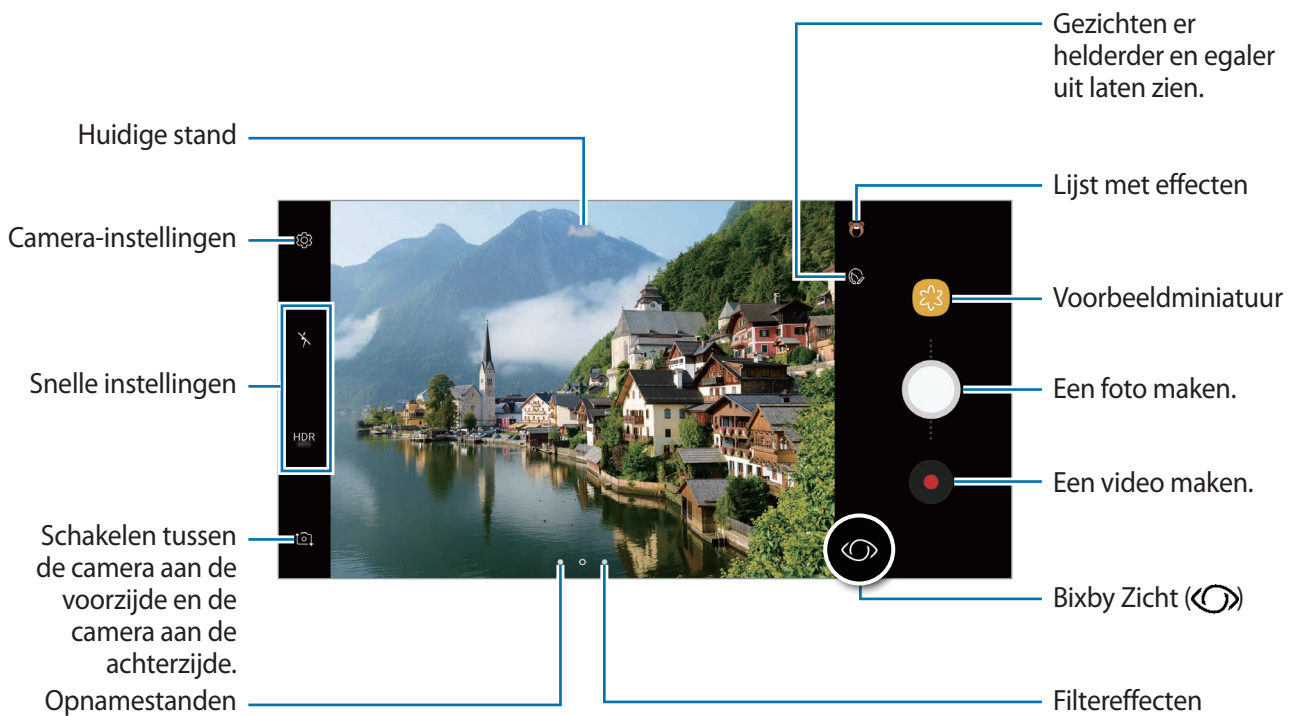 Gezichten er
helderder en egaler
uit laten zien.
Huidige stand
Lijst met effecten
Camera-instellingen
Voorbeeldminiatuur
Snelle instellingen
HDR
AUTO
Een foto maken.
Een video maken.
Schakelen tussen
de camera aan de
voorzijde en de
camera aan de
achterzijde.
Bixby Zicht ()
Opnamestanden
Filtereffecten